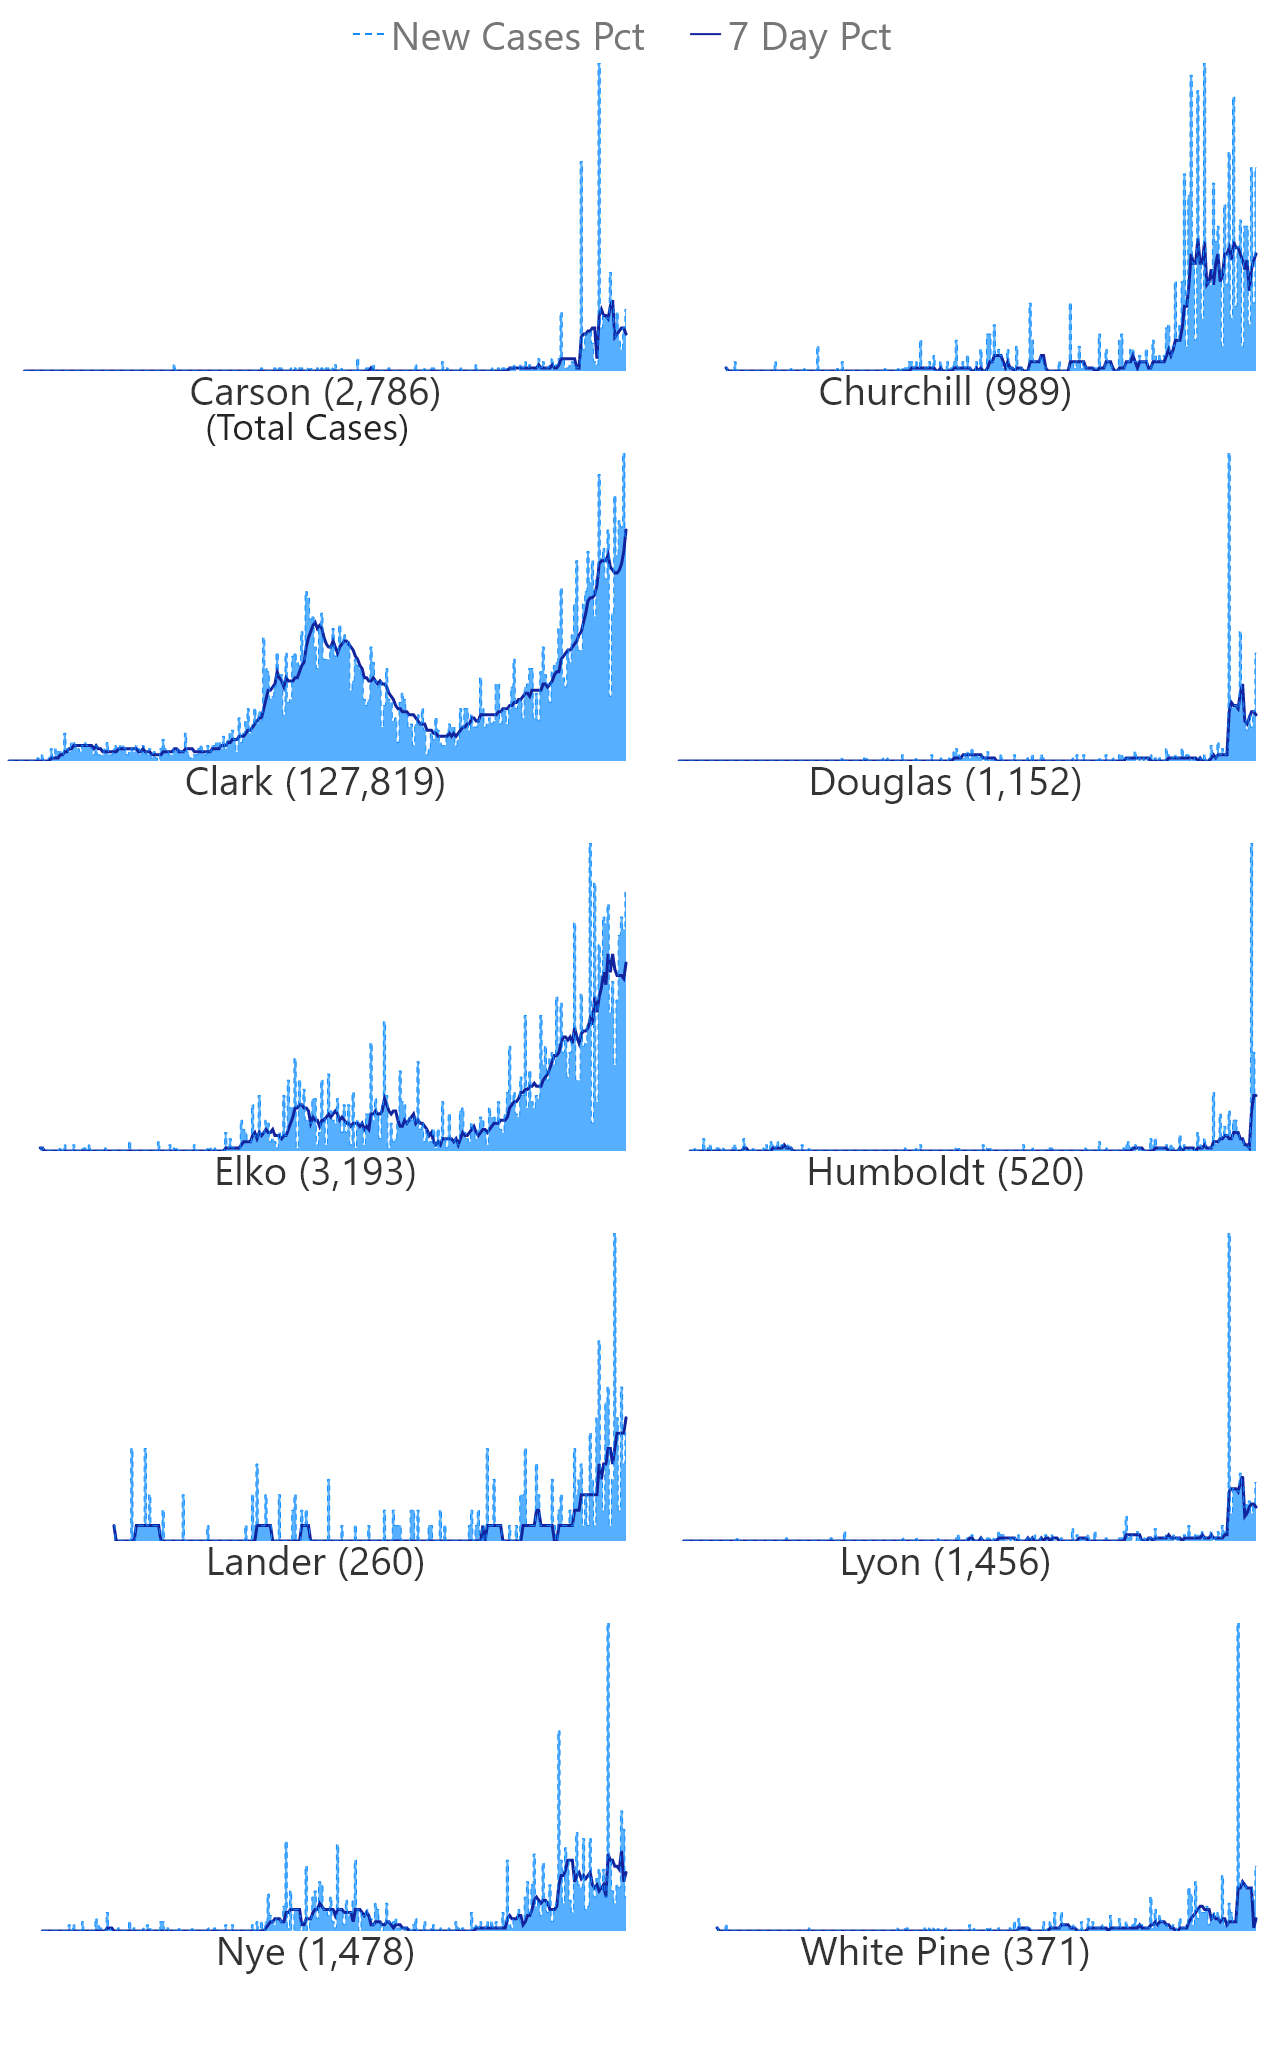 New Cases Pct 7 Day Pct
Carson (2,786) Churchill (989)
(Total Cases)
Clark (127,819) Douglas (1,152)
Elko (3,193) Humboldt (520)
Lander (260) Lyon (1,456)
Nye (1,478) White Pine (371)